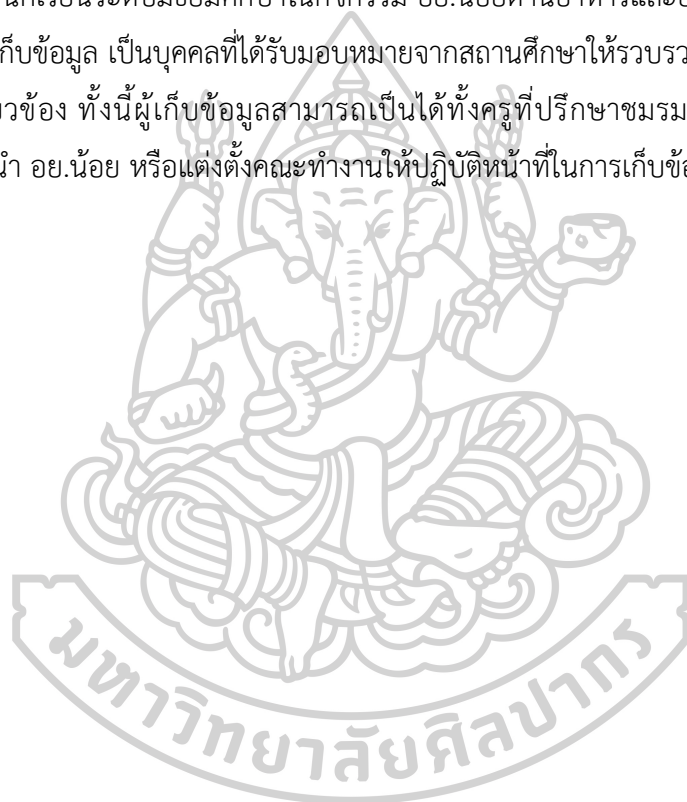 เก็บข้อมูล เป็นบุคคลที่ได้รับมอบหมายจากสถานศึกษาให้รวบรว
วข้อง ทั้งนี้ผู้เก็บข้อมูลสามารถเป็นได้ทั้งครูที่ปรึกษาชมรม
นำ อย.น้อย หรือแต่งตั้งคณะทำงานให้ปฏิบัติหน้าที่ในการเก็บข้อ
มหาวิทยาลัยศิลปากร